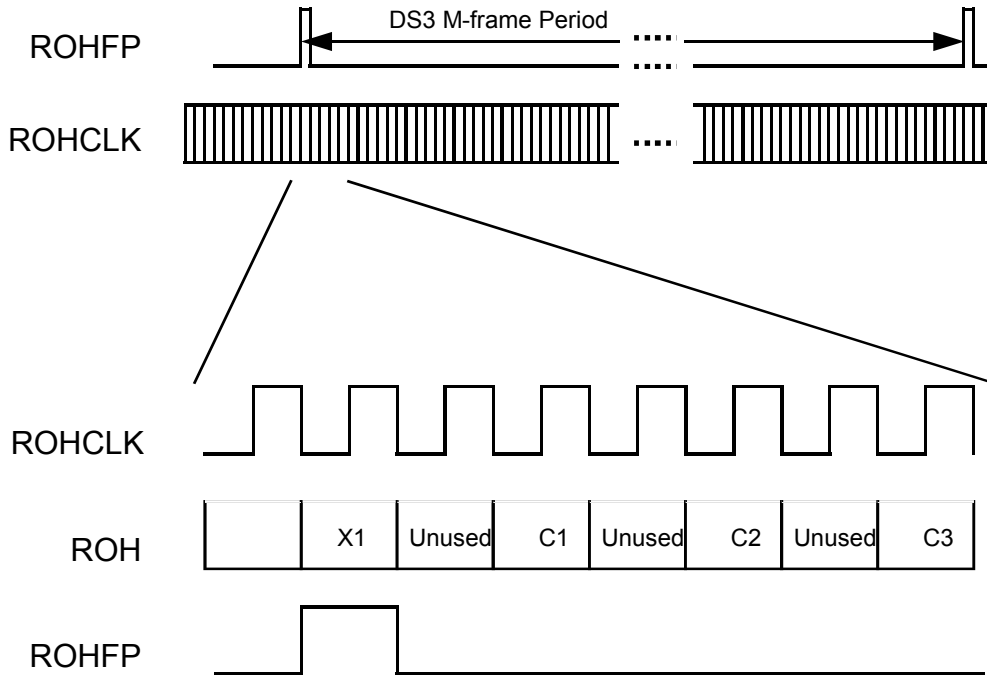 DS3 M-frame Period
ROHFP
ROHCLK
ROHCLK
ROH
X1 Unused C1 Unused C2 Unused C3
ROHFP